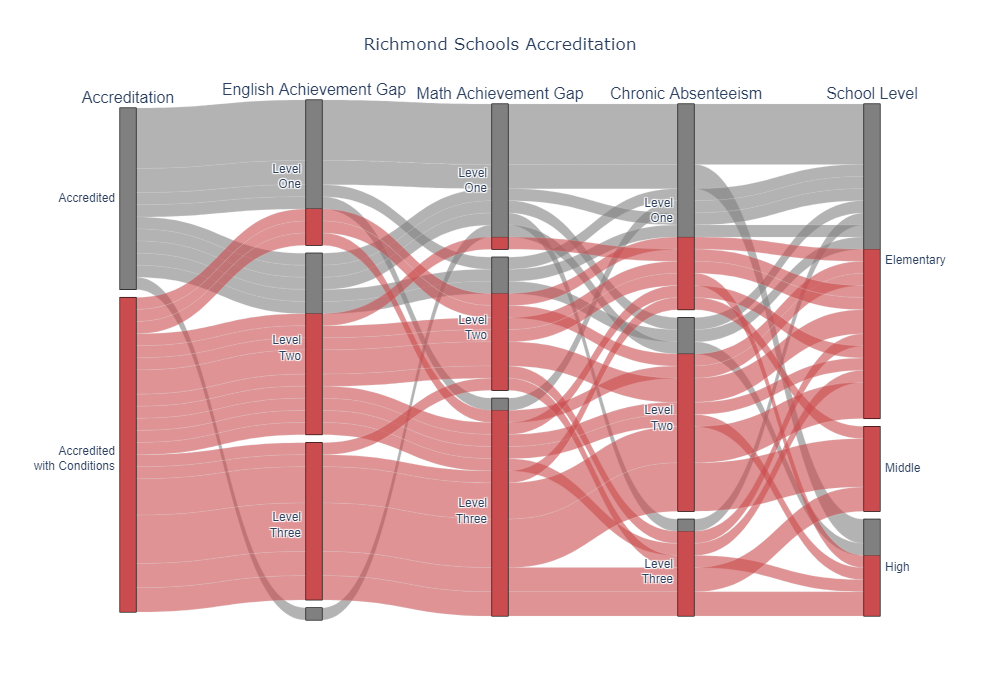 Richmond Schools Accreditation
Accreditation
English Achievement Gap
Math Achievement Gap
Chronic Absenteeism
School Level
Accredited
Accredited
with Conditions
Level
One
Level
Two
Level
Three
Level
One
Level
Two
Level
Three
Level
One
Level
Two
Level
Three
Elementary
Middle
High